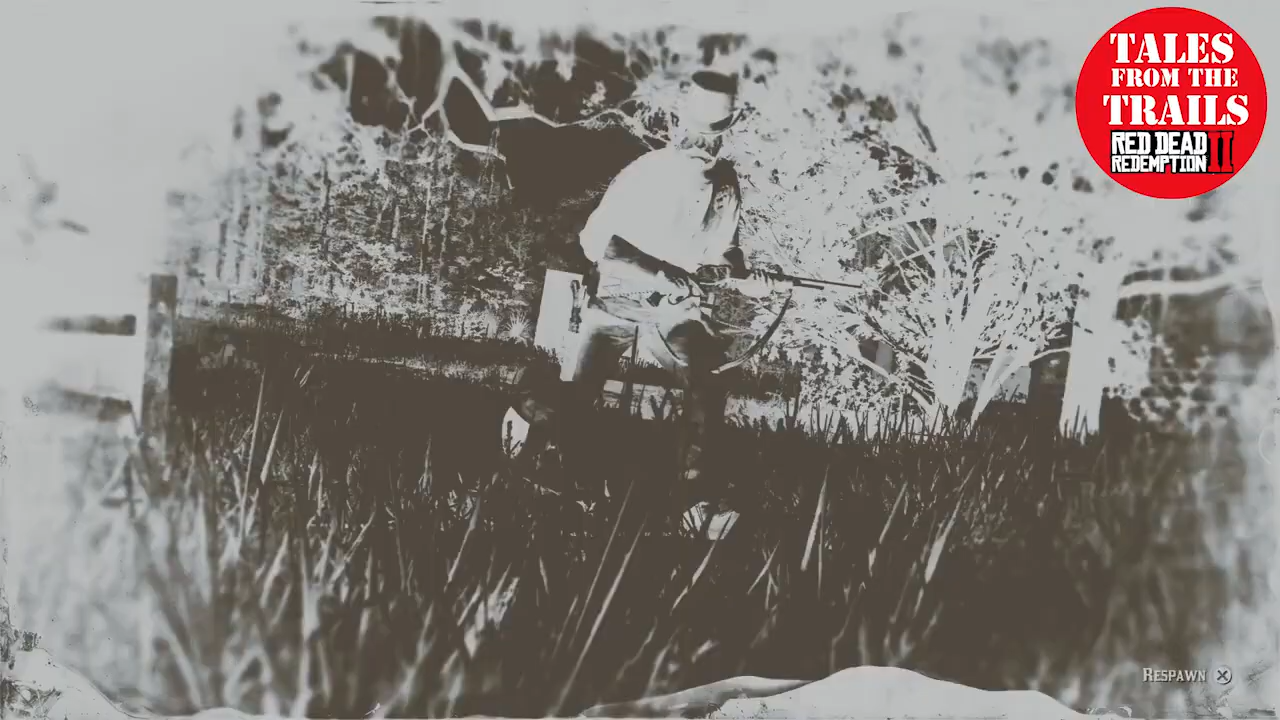 TALES
FROM THE
TRAILS
RED DEAD
REDEMPTION II
RESPAWN